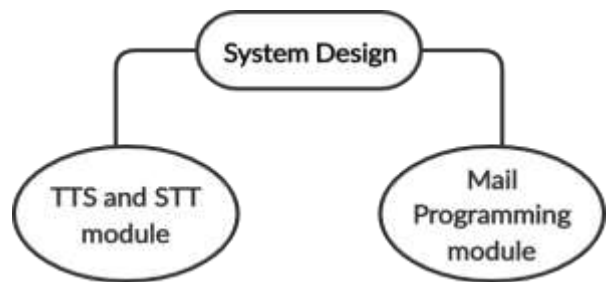 System Design
TTS and STT
module
Mail
Programming
module